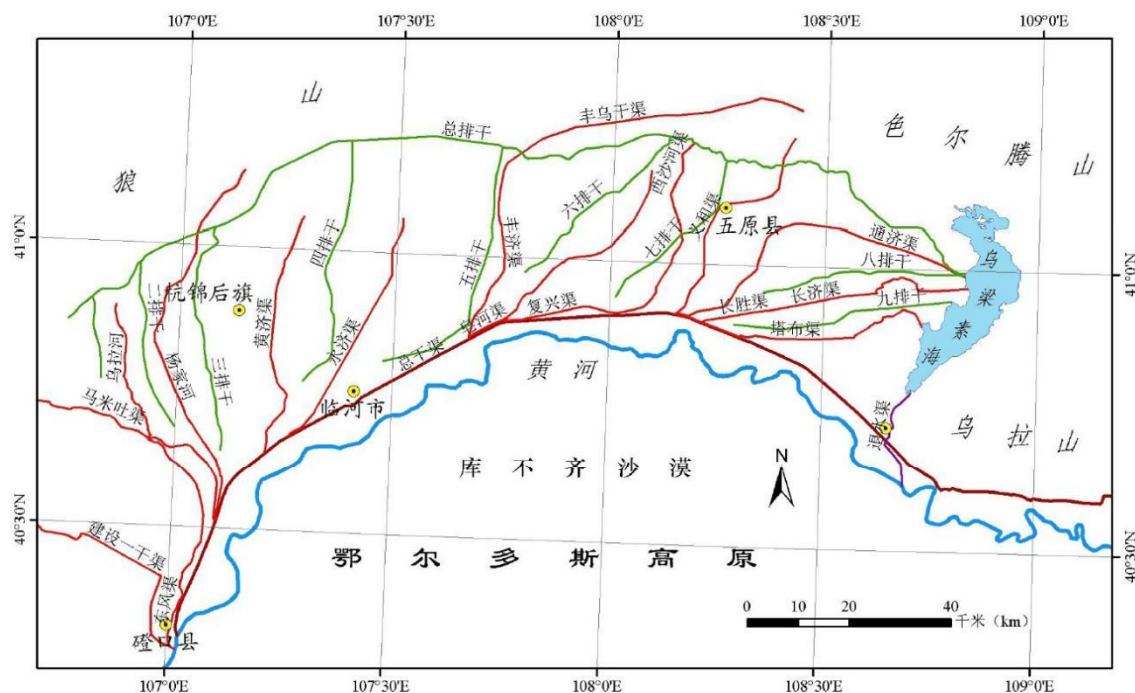 107°0′E
107°30′E
108°0′E
108°30′E
109°0′E
山
丰乌干渠
总排干
色尔腾山
狼
西沙河渠
六排干
义和渠
五原县
七排干
四排干
五排干
丰济渠
通济渠
八排干
乌梁素海
41°0′N
41°0′N
二排干
杭锦后旗
黄济渠
永济渠
复兴渠
长胜渠
长济渠
九排干
塔布渠
乌拉河
杨家河
三排干
总干渠
黄河
马米吐渠
临河市
退水渠
乌拉山
库不齐沙漠
N
40°30′N
40°30′N
建设一干渠
鄂尔多斯高原
东风渠
磴口县
0 10 20 40
千米（km）
107°0′E
107°30′E
108°0′E
108°30′E
109°0′E